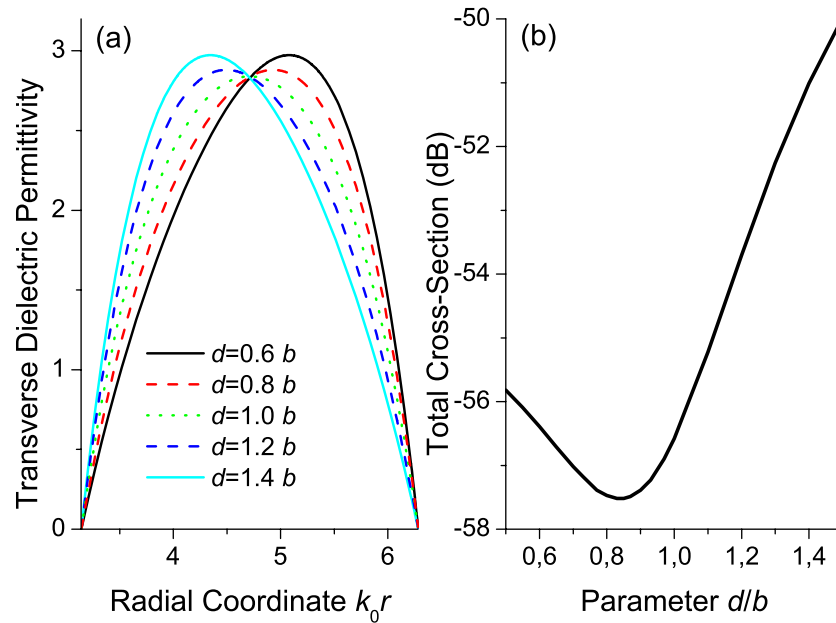 (a)
3
2
1
0
Transverse Dielectric Permittivity
d=0.6 b
d=0.8 b
d=1.0 b
d=1.2 b
d=1.4 b
4 5 6
Radial Coordinate k0r
(b)
-50
-52
-54
-56
-58
Total Cross-Section (dB)
0,6 0,8 1,0 1,2 1,4
Parameter d/b